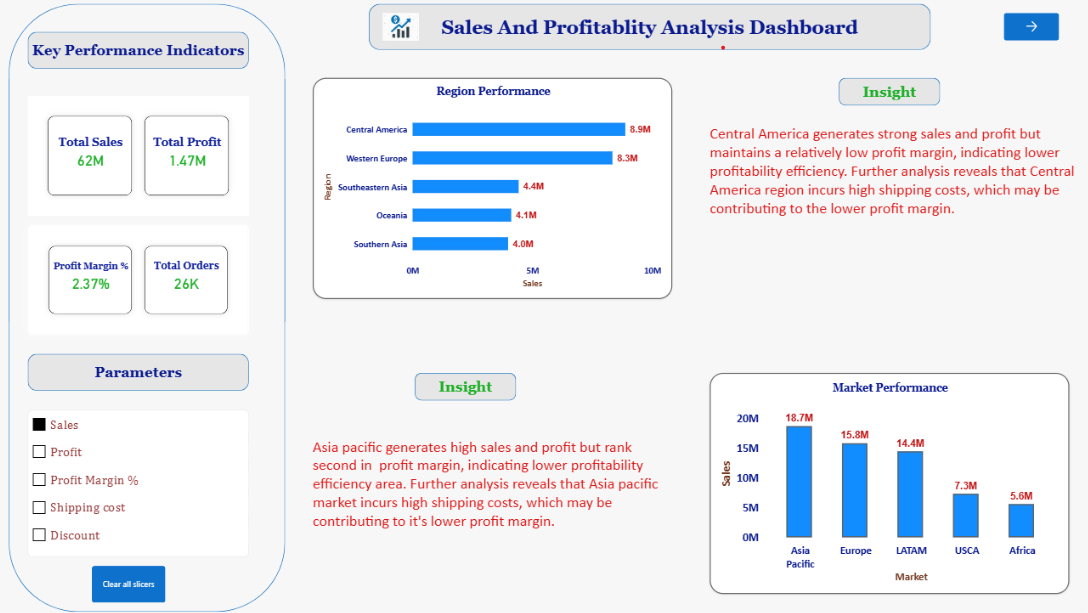 Sales And Profitablity Analysis Dashboard
Key Performance Indicators
Total Sales
62M
Total Profit
1.47M
Profit Margin %
2.37%
Total Orders
26K
Parameters
Sales
Profit
Profit Margin %
Shipping cost
Discount
Clear all slicers
Region Performance
Region
Central America
8.9M
Western Europe
8.3M
Southeastern Asia
4.4M
Oceania
4.1M
Southern Asia
4.0M
0M
5M
10M
Sales
Insight
Central America generates strong sales and profit but
maintains a relatively low profit margin, indicating lower
profitability efficiency. Further analysis reveals that Central
America region incurs high shipping costs, which may be
contributing to the lower profit margin.
Insight
Asia pacific generates high sales and profit but rank
second in  profit margin, indicating lower profitability
efficiency area. Further analysis reveals that Asia pacific
market incurs high shipping costs, which may be
contributing to it's lower profit margin.
Market Performance
Sales
20M
15M
10M
5M
0M
18.7M
15.8M
14.4M
7.3M
5.6M
Asia
Pacific
Europe
LATAM
USCA
Africa
Market